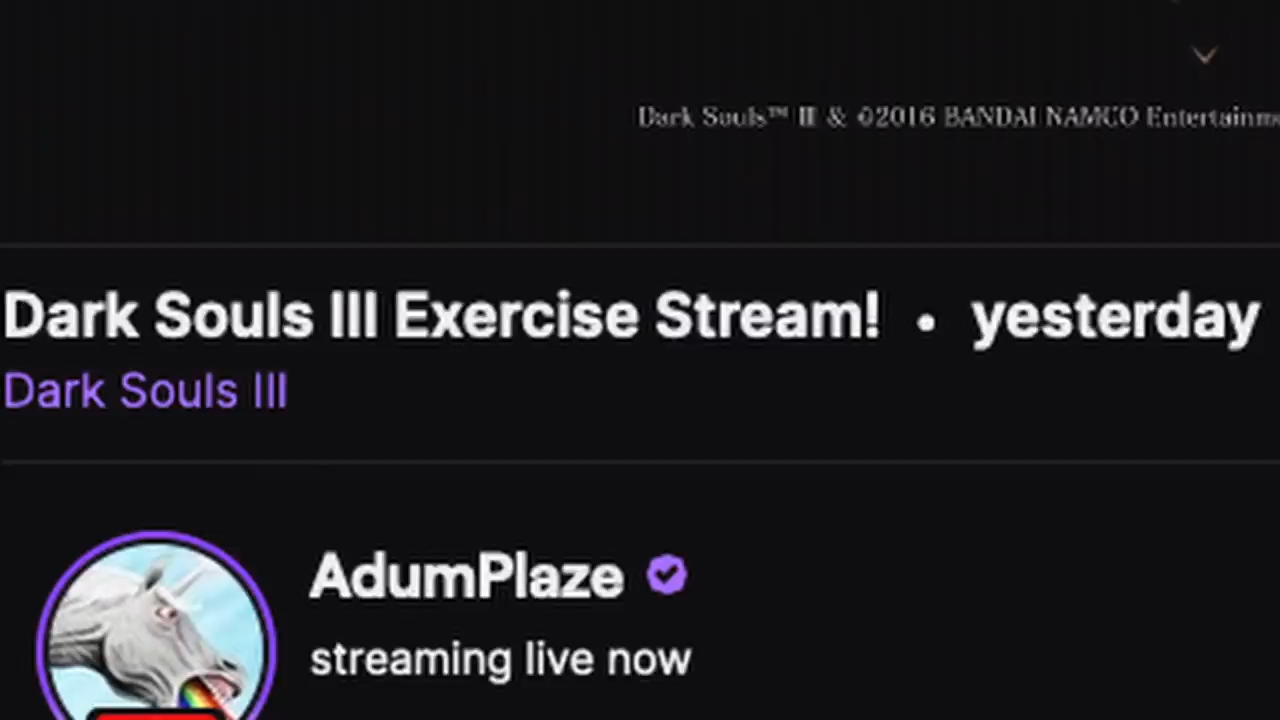 Dark Souls™ III & ©2016 BANDAI NAMCO
Dark Souls III Exercise Stream! • yesterday
Dark Souls III
AdumPlaze
streaming live now